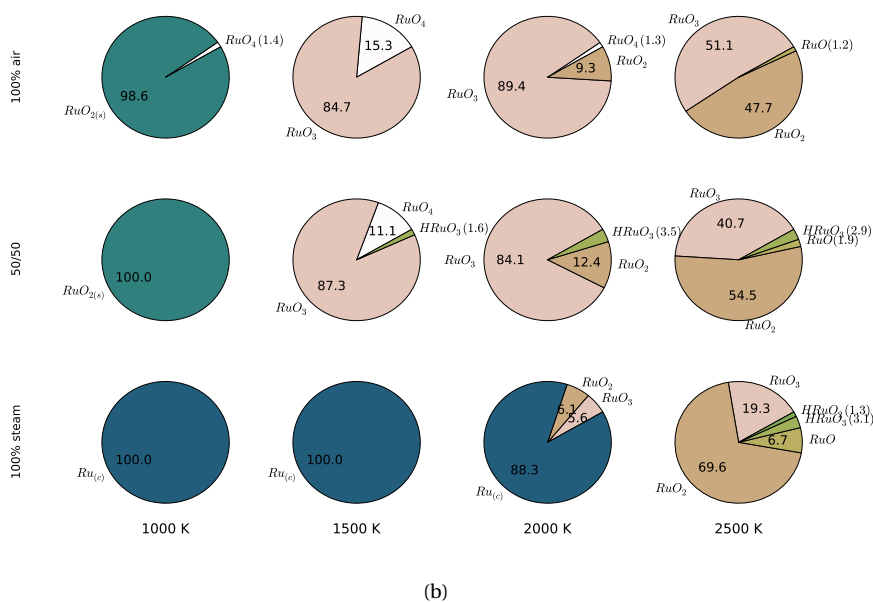 100% air
RuO₄ (1.4)
98.6
RuO₂₍ₛ₎
RuO₄
15.3
84.7
RuO₃
RuO₄ (1.3)
RuO₂
9.3
89.4
RuO₃
RuO₃
51.1
RuO(1.2)
47.7
RuO₂
50/50
100.0
RuO₂₍ₛ₎
RuO₄
11.1
HRuO₃ (1.6)
87.3
RuO₃
HRuO₃ (3.5)
RuO₃
84.1
12.4
RuO₂
RuO₃
40.7
HRuO₃ (2.9)
RuO(1.9)
54.5
RuO₂
100% steam
100.0
Ru₍c₎
100.0
Ru₍c₎
RuO₂
6.1
RuO₃
5.6
88.3
Ru₍c₎
RuO₃
19.3
HRuO₃ (1.3)
HRuO₃ (3.1)
6.7
RuO
69.6
RuO₂
1000 K 1500 K 2000 K 2500 K
(b)